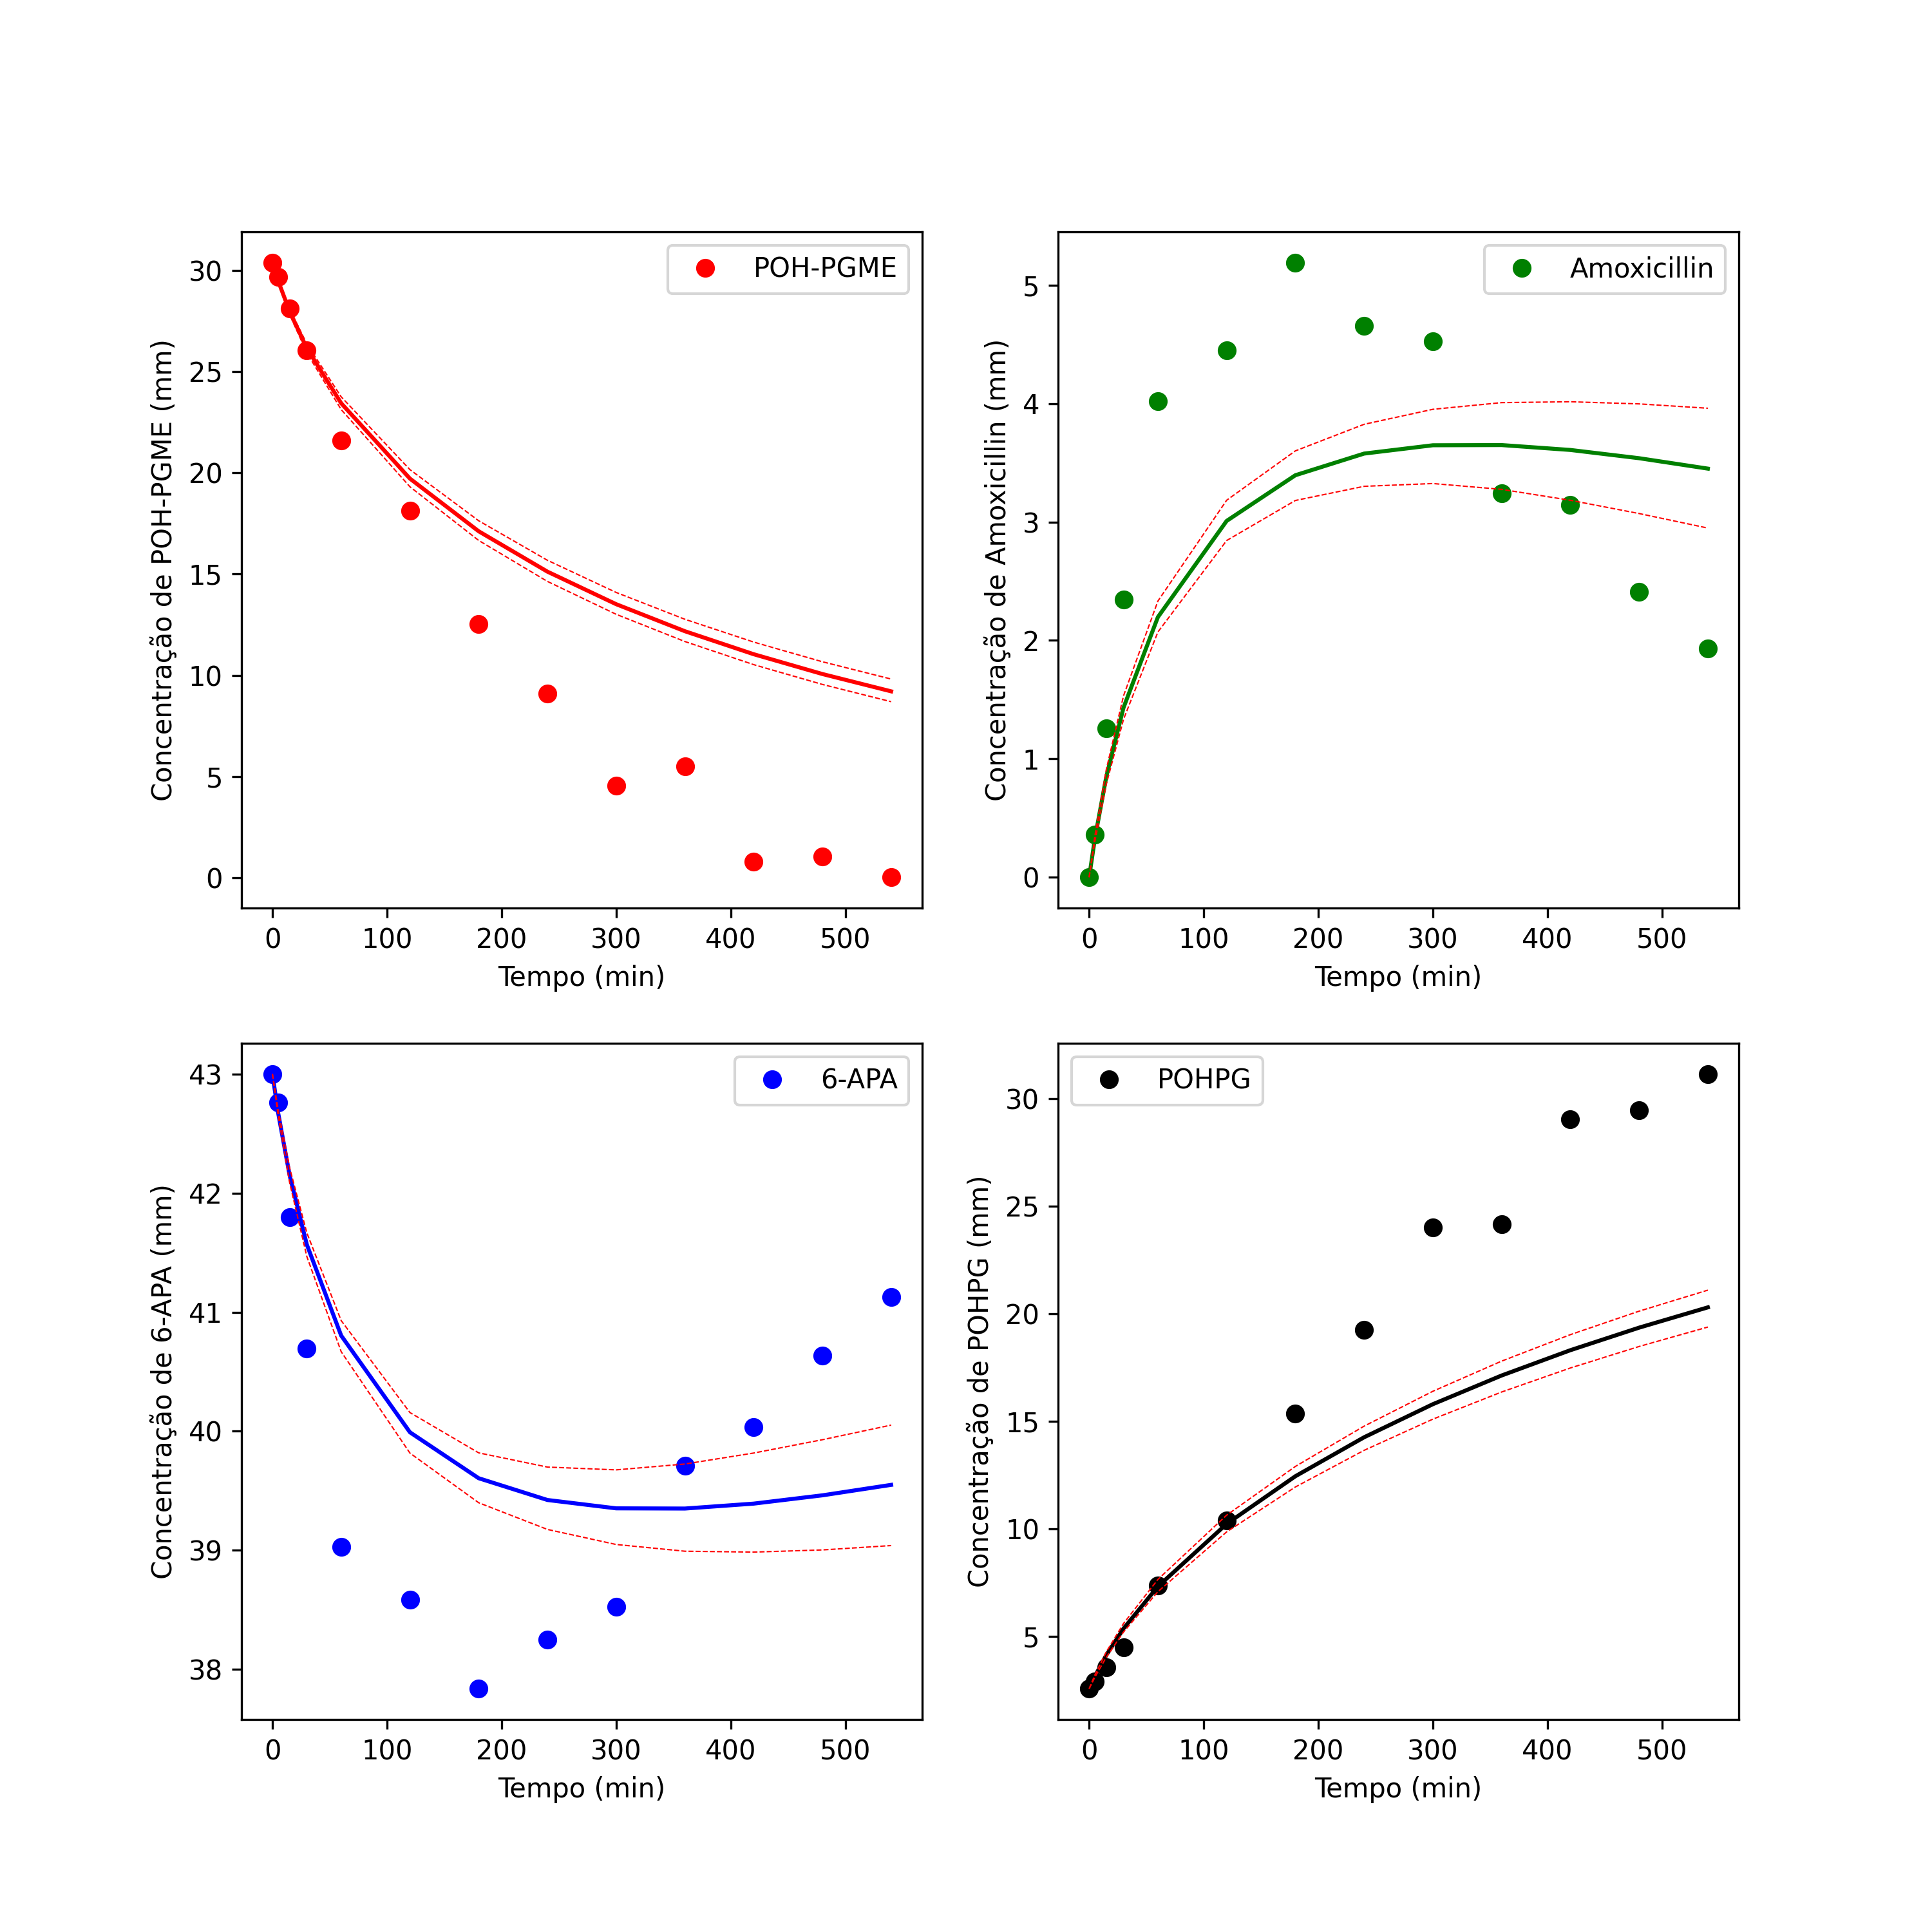 POH-PGME
Concentração de POH-PGME (mm)
30
25
20
15
10
5
0
0 100 200 300 400 500
Tempo (min)
Amoxicillin
Concentração de Amoxicillin (mm)
5
4
3
2
1
0
0 100 200 300 400 500
Tempo (min)
6-APA
Concentração de 6-APA (mm)
43
42
41
40
39
38
0 100 200 300 400 500
Tempo (min)
POHPG
Concentração de POHPG (mm)
30
25
20
15
10
5
0 100 200 300 400 500
Tempo (min)